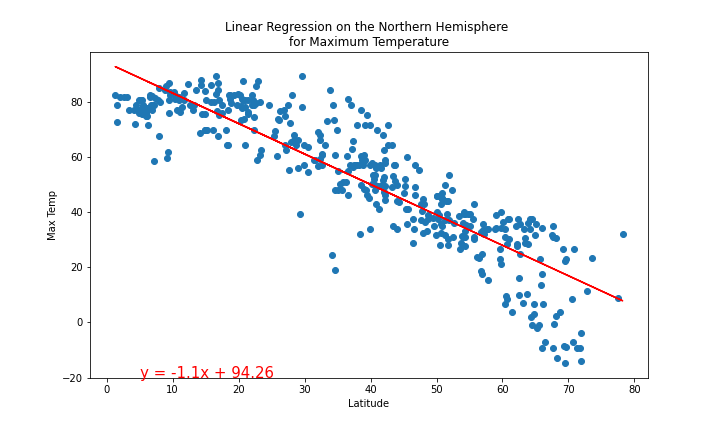 Linear Regression on the Northern Hemisphere
for Maximum Temperature
Max Temp
80
60
40
20
0
−20
y = -1.1x + 94.26
0 10 20 30 40 50 60 70 80
Latitude